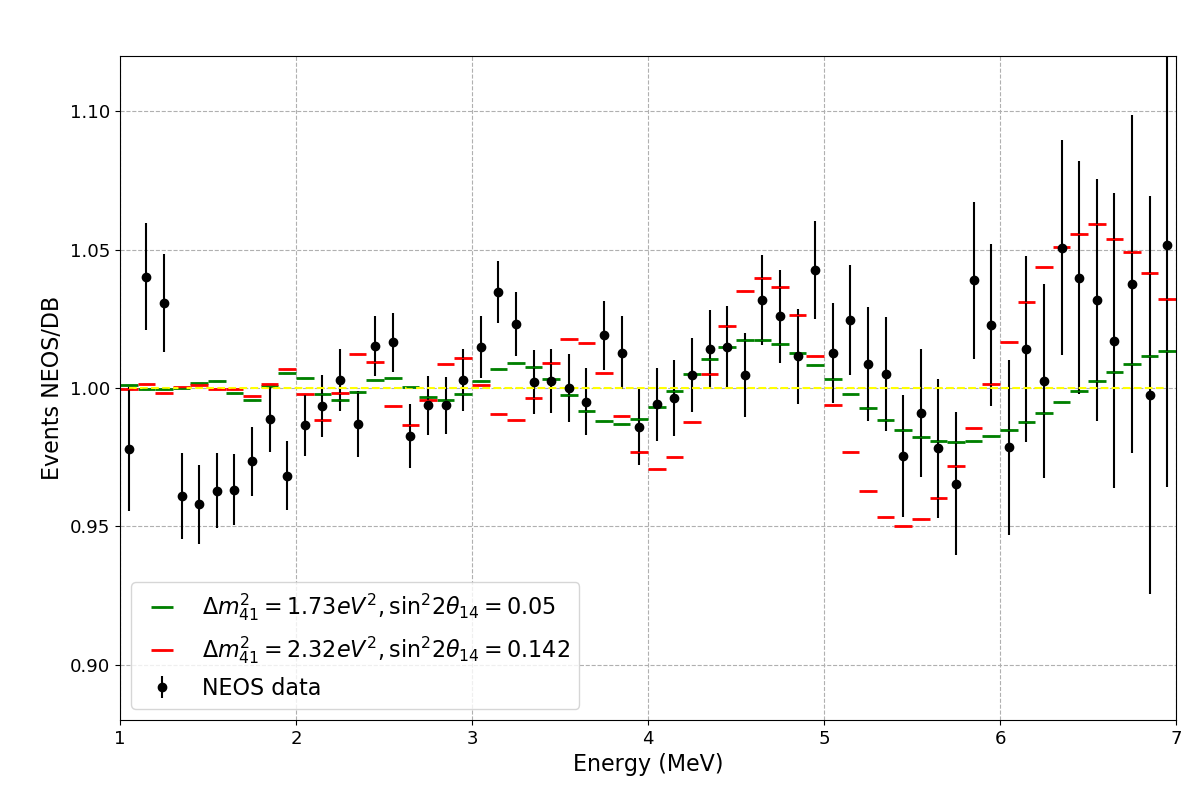 Events NEOS/DB
1.10
1.05
1.00
0.95
0.90
Δm²₄₁ = 1.73eV², sin²2θ₁₄ = 0.05
Δm²₄₁ = 2.32eV², sin²2θ₁₄ = 0.142
NEOS data
1 2 3 4 5 6 7
Energy (MeV)